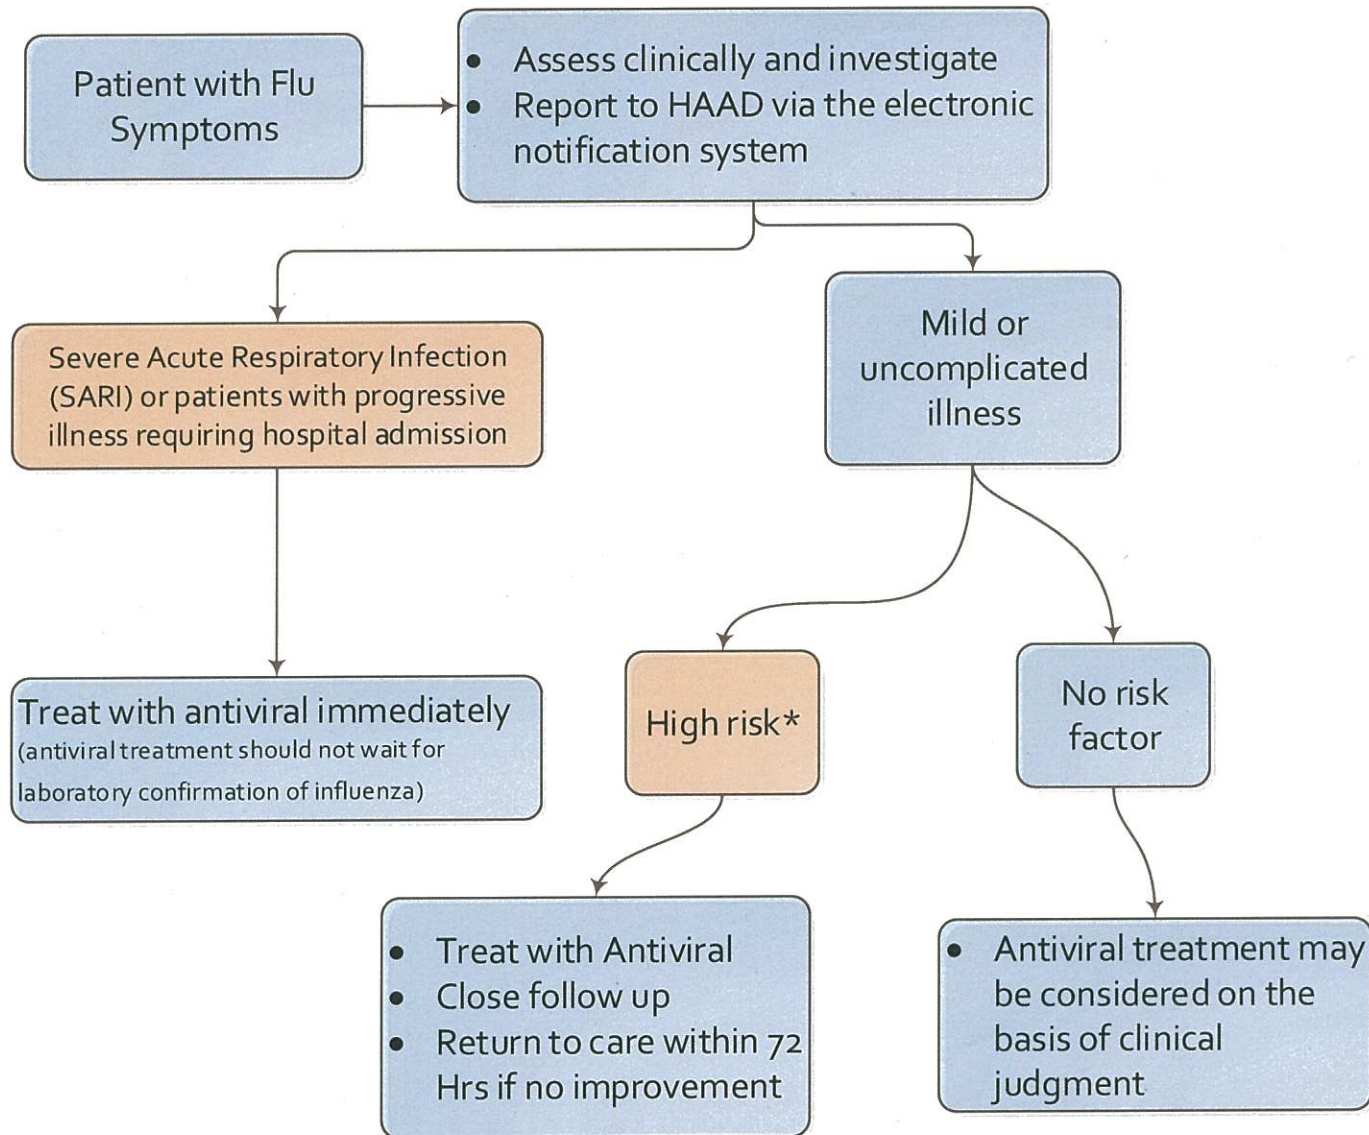 Patient with Flu
Symptoms
• Assess clinically and investigate
• Report to HAAD via the electronic
notification system
Severe Acute Respiratory Infection
(SARI) or patients with progressive
illness requiring hospital admission
Mild or
uncomplicated
illness
Treat with antiviral immediately
(antiviral treatment should not wait for
laboratory confirmation of influenza)
High risk*
No risk
factor
• Treat with Antiviral
• Close follow up
• Return to care within 72
Hrs if no improvement
• Antiviral treatment may
be considered on the
basis of clinical
judgment